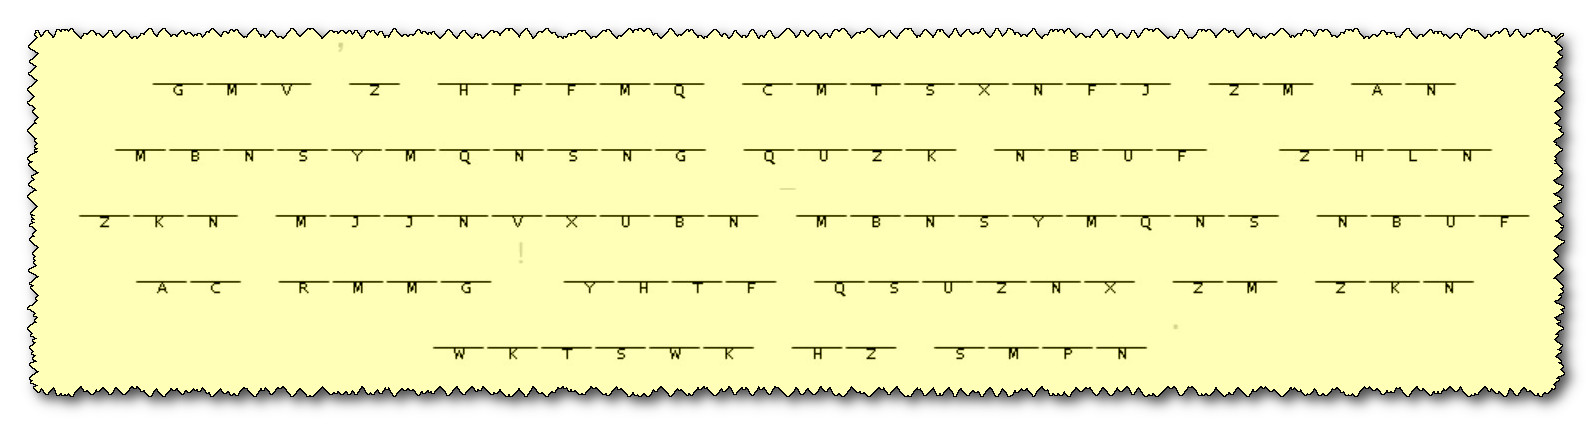 GMV'Z HFFMQ CMTSXNFJ ZM AN
MBNSYMQNSNG QUZK NBUF ZHLN
ZKN MJJNVXUBN _ MBNSYMQNS NBUF
AC RMMG ! YHTF QSUZNX ZM ZKN
WKTSWK HZ SMPN .